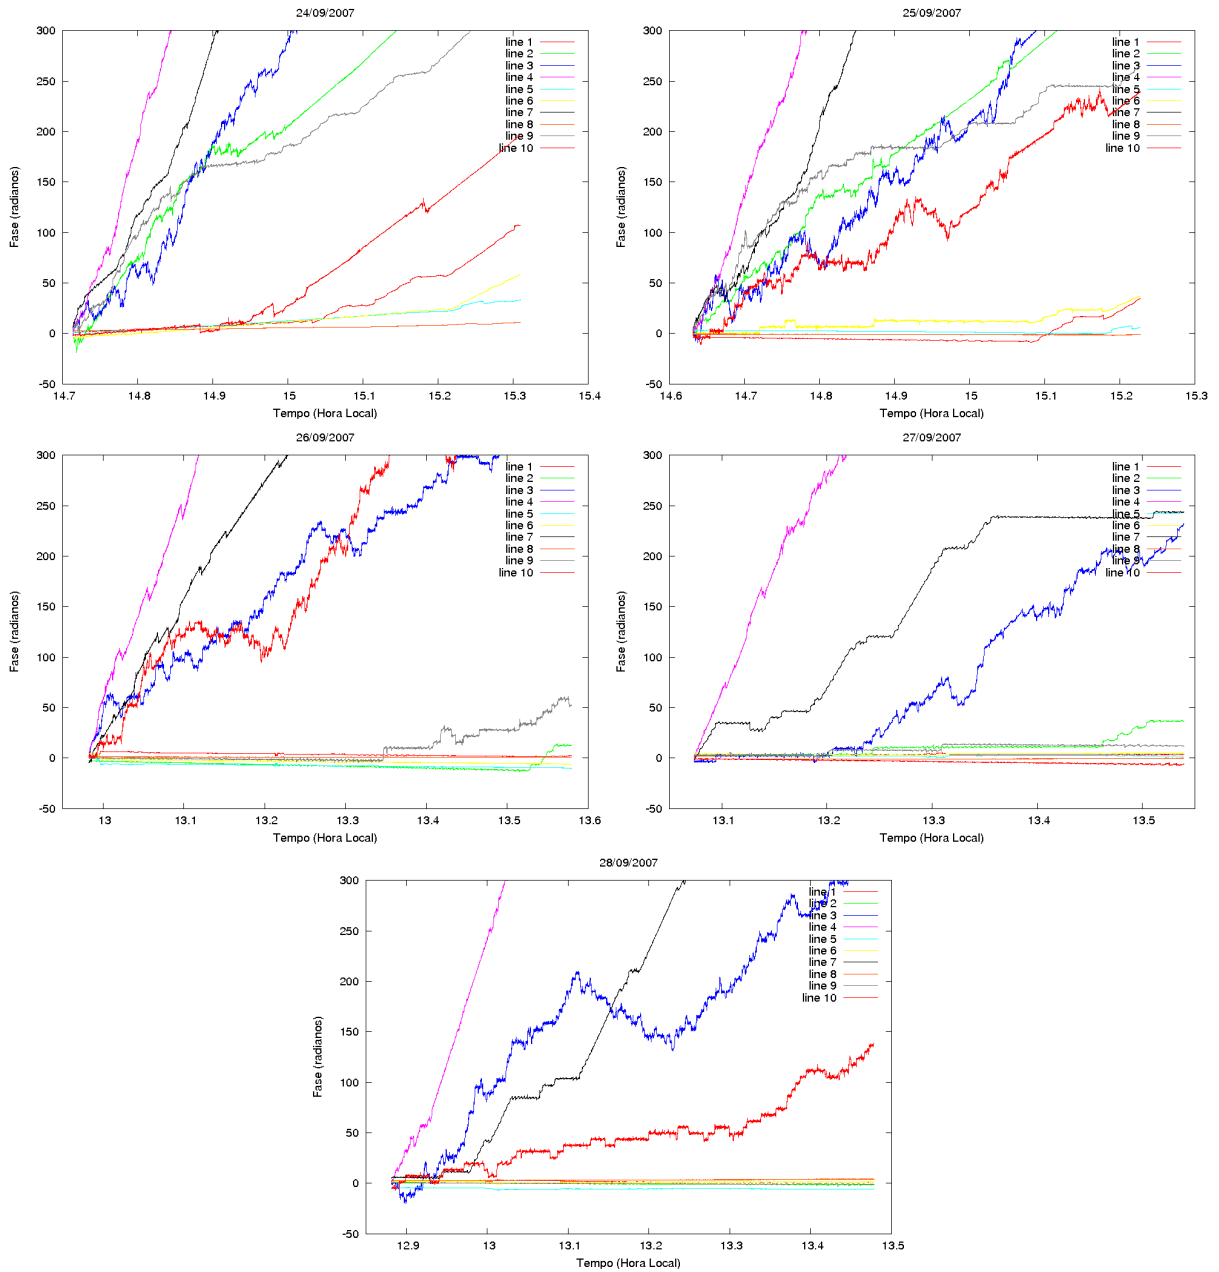 24/09/2007
300
250
200
150
100
50
0
-50
14.7 14.8 14.9 15 15.1 15.2 15.3 15.4
Fase (radianos)
Tempo (Hora Local)
line 1
line 2
line 3
line 4
line 5
line 6
line 7
line 8
line 9
line 10
25/09/2007
300
250
200
150
100
50
0
-50
14.6 14.7 14.8 14.9 15 15.1 15.2 15.3
Fase (radianos)
Tempo (Hora Local)
line 1
line 2
line 3
line 4
line 5
line 6
line 7
line 8
line 9
line 10
26/09/2007
300
250
200
150
100
50
0
-50
13 13.1 13.2 13.3 13.4 13.5 13.6
Fase (radianos)
Tempo (Hora Local)
line 1
line 2
line 3
line 4
line 5
line 6
line 7
line 8
line 9
line 10
27/09/2007
300
250
200
150
100
50
0
-50
13.1 13.2 13.3 13.4 13.5
Fase (radianos)
Tempo (Hora Local)
line 1
line 2
line 3
line 4
line 5
line 6
line 7
line 8
line 9
line 10
28/09/2007
300
250
200
150
100
50
0
-50
12.9 13 13.1 13.2 13.3 13.4 13.5
Fase (radianos)
Tempo (Hora Local)
line 1
line 2
line 3
line 4
line 5
line 6
line 7
line 8
line 9
line 10